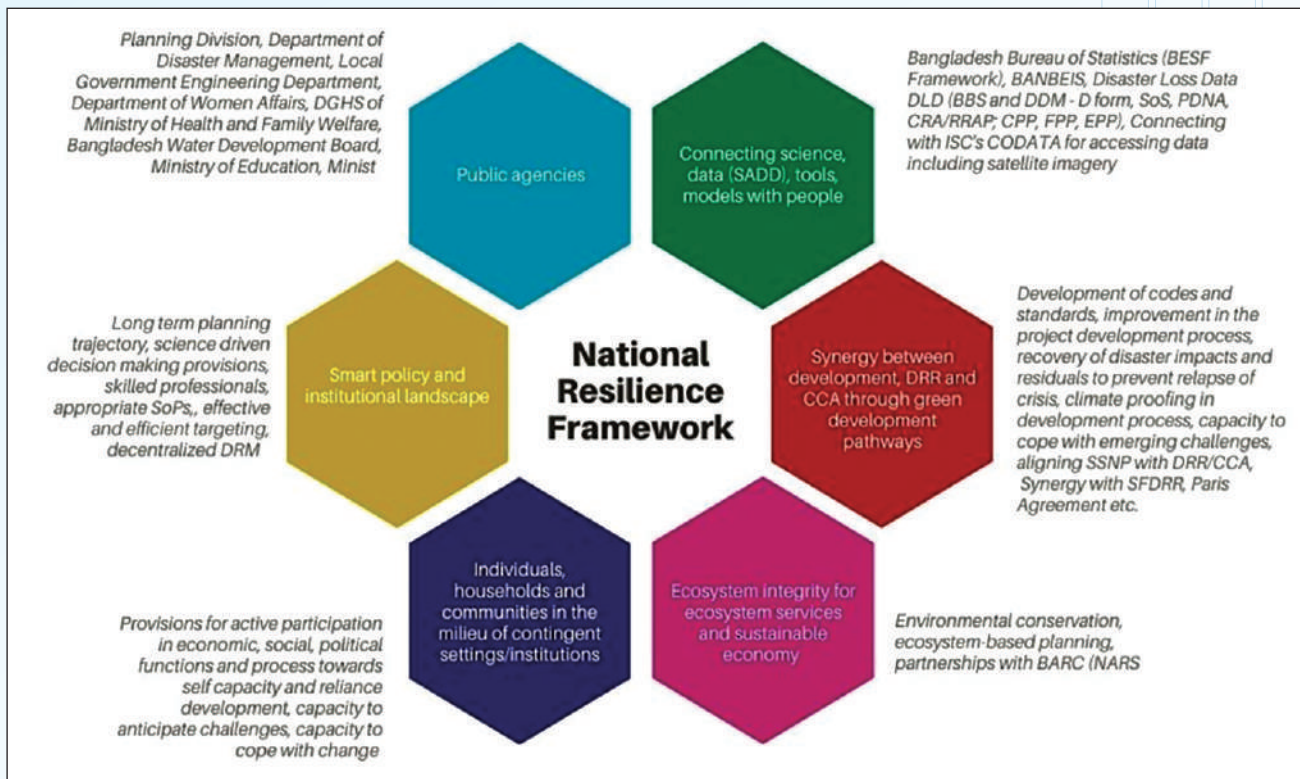 Planning Division, Department of
Disaster Management, Local
Government Engineering Department,
Department of Women Affairs, DGHS of
Ministry of Health and Family Welfare,
Bangladesh Water Development Board,
Ministry of Education, Minist
Public agencies
Connecting science,
data (SADD), tools,
models with people
Bangladesh Bureau of Statistics (BESF
Framework), BANBEIS, Disaster Loss Data
DLD (BBS and DDM - D form, SoS, PDNA,
CRA/RRAP; CPP, FPP, EPP), Connecting
with ISC's CODATA for accessing data
including satellite imagery
Long term planning
trajectory, science driven
decision making provisions,
skilled professionals,
appropriate SoPs,, effective
and efficient targeting,
decentralized DRM
Smart policy and
institutional landscape
National
Resilience
Framework
Synergy between
development, DRR and
CCA through green
development
pathways
Development of codes and
standards, improvement in the
project development process,
recovery of disaster impacts and
residuals to prevent relapse of
crisis, climate proofing in
development process, capacity to
cope with emerging challenges,
aligning SSNP with DRR/CCA,
Synergy with SFDRR, Paris
Agreement etc.
Provisions for active participation
in economic, social, political
functions and process towards
self capacity and reliance
development, capacity to
anticipate challenges, capacity to
cope with change
Individuals,
households and
communities in the
milieu of contingent
settings/institutions
Ecosystem integrity for
ecosystem services
and sustainable
economy
Environmental conservation,
ecosystem-based planning,
partnerships with BARC (NARS